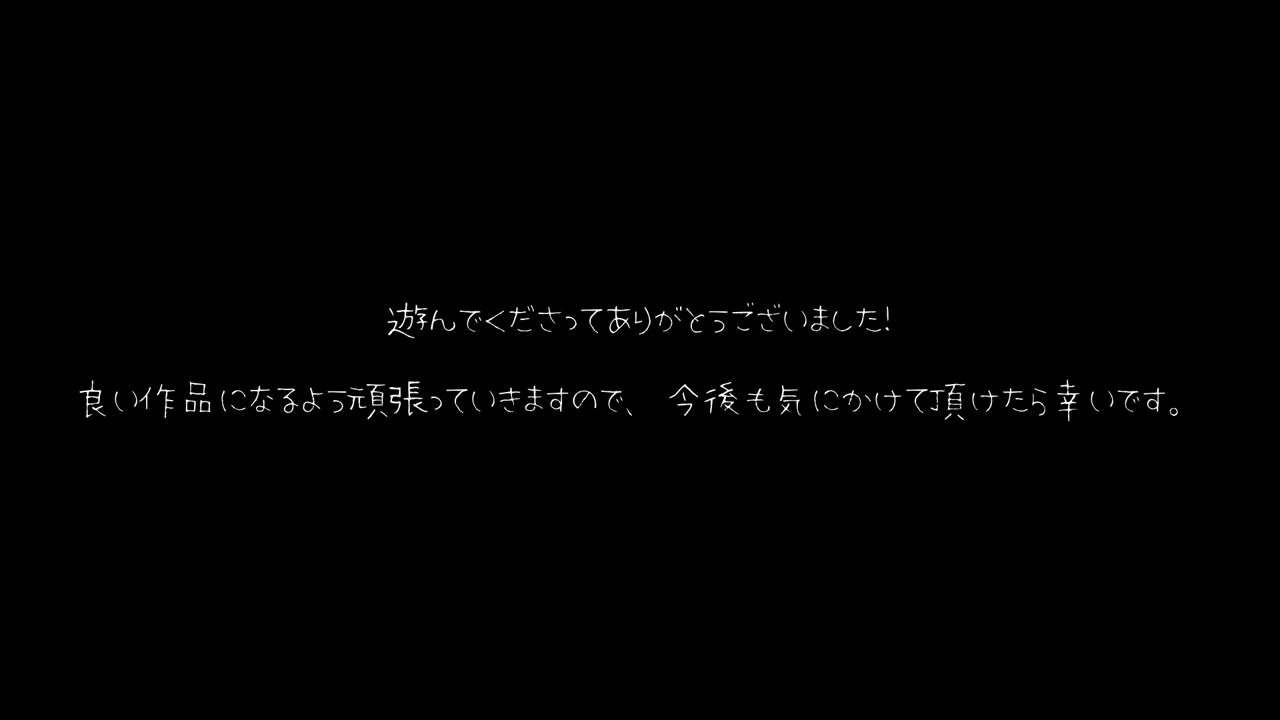 遊んでくださってありがとうございました!
良い作品になるよう頑張っていきますので、 今後も気にかけて頂けたら幸いです。